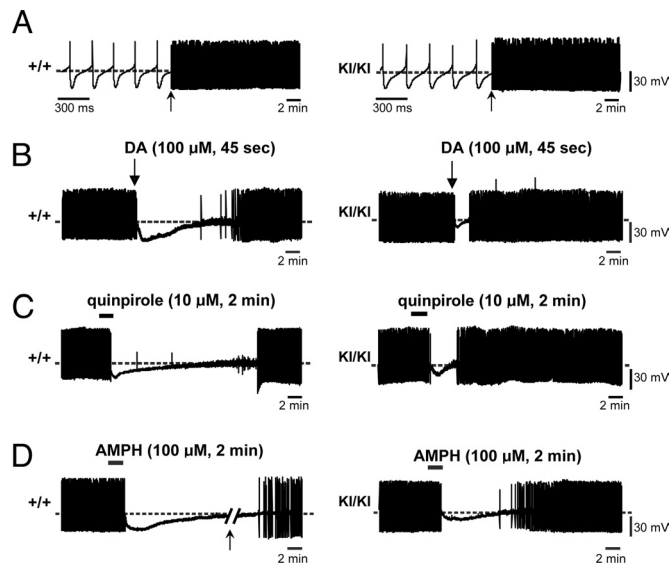 A
+/+
300 ms
2 min
KI/KI
300 ms
2 min
30 mV
B
DA (100 µM, 45 sec)
+/+
2 min
DA (100 µM, 45 sec)
KI/KI
2 min
30 mV
C
quinpirole (10 µM, 2 min)
+/+
2 min
quinpirole (10 µM, 2 min)
KI/KI
2 min
30 mV
D
AMPH (100 µM, 2 min)
+/+
2 min
AMPH (100 µM, 2 min)
KI/KI
2 min
30 mV